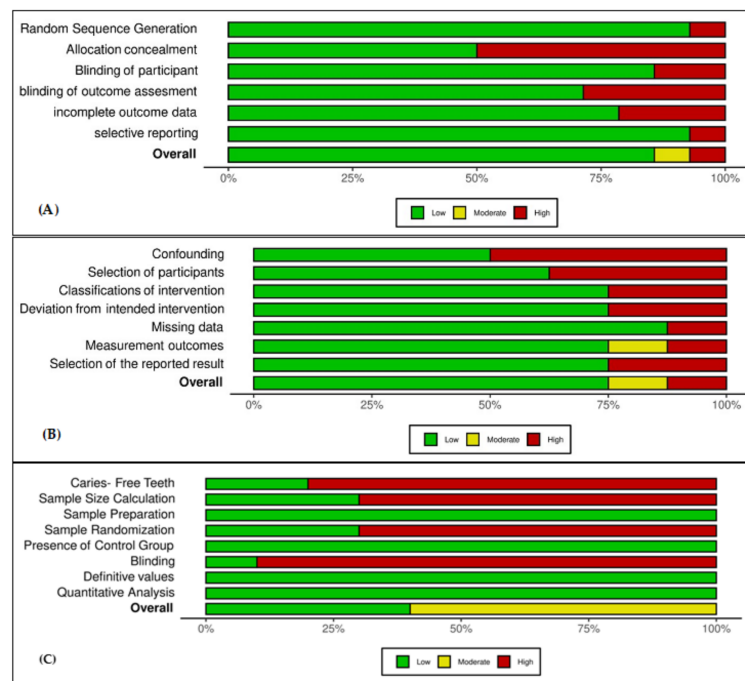 Random Sequence Generation
Allocation concealment
Blinding of participant
blinding of outcome assesment
incomplete outcome data
selective reporting
Overall
0% 25% 50% 75% 100%
(A)
Low Moderate High
Confounding
Selection of participants
Classifications of intervention
Deviation from intended intervention
Missing data
Measurement outcomes
Selection of the reported result
Overall
0% 25% 50% 75% 100%
(B)
Low Moderate High
Caries- Free Teeth
Sample Size Calculation
Sample Preparation
Sample Randomization
Presence of Control Group
Blinding
Definitive values
Quantitative Analysis
Overall
0% 25% 50% 75% 100%
(C)
Low Moderate High